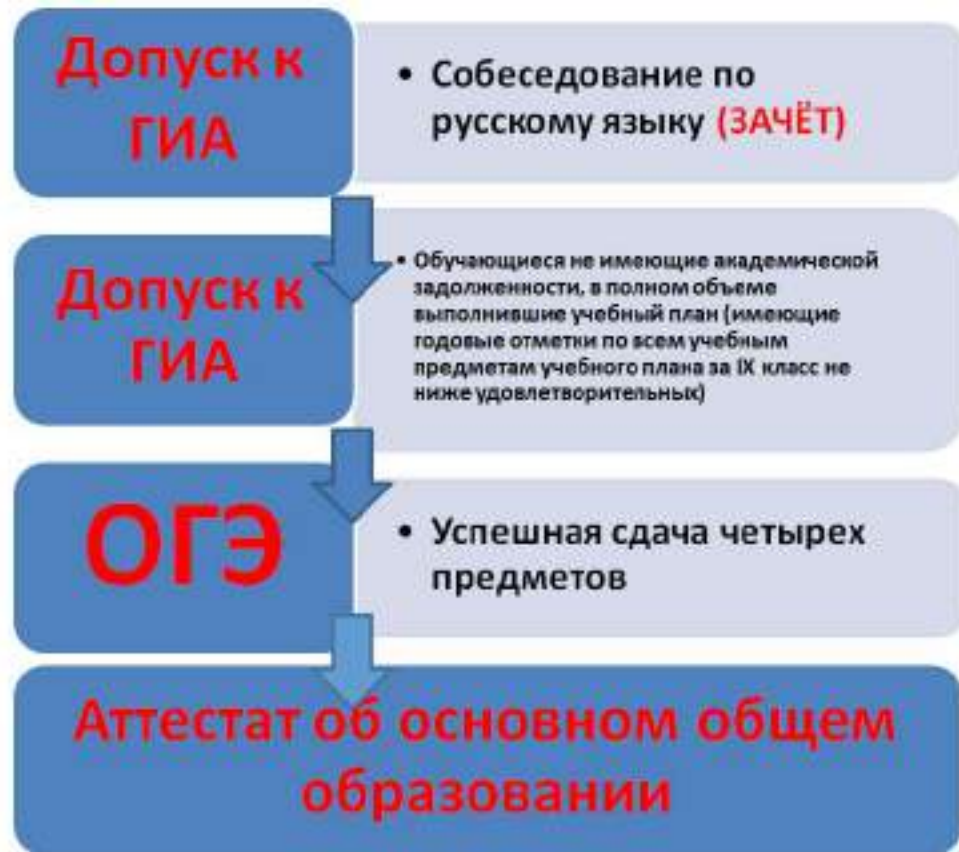 Допуск к
ГИА
• Собеседование по
русскому языку (ЗАЧЁТ)
Допуск к
ГИА
• Обучающиеся не имеющие академической
задолженности, в полном объеме
выполнившие учебный план (имеющие
годовые отметки по всем учебным
предметам учебного плана за IX класс не
ниже удовлетворительных)
ОГЭ
• Успешная сдача четырех
предметов
Аттестат об основном общем
образовании